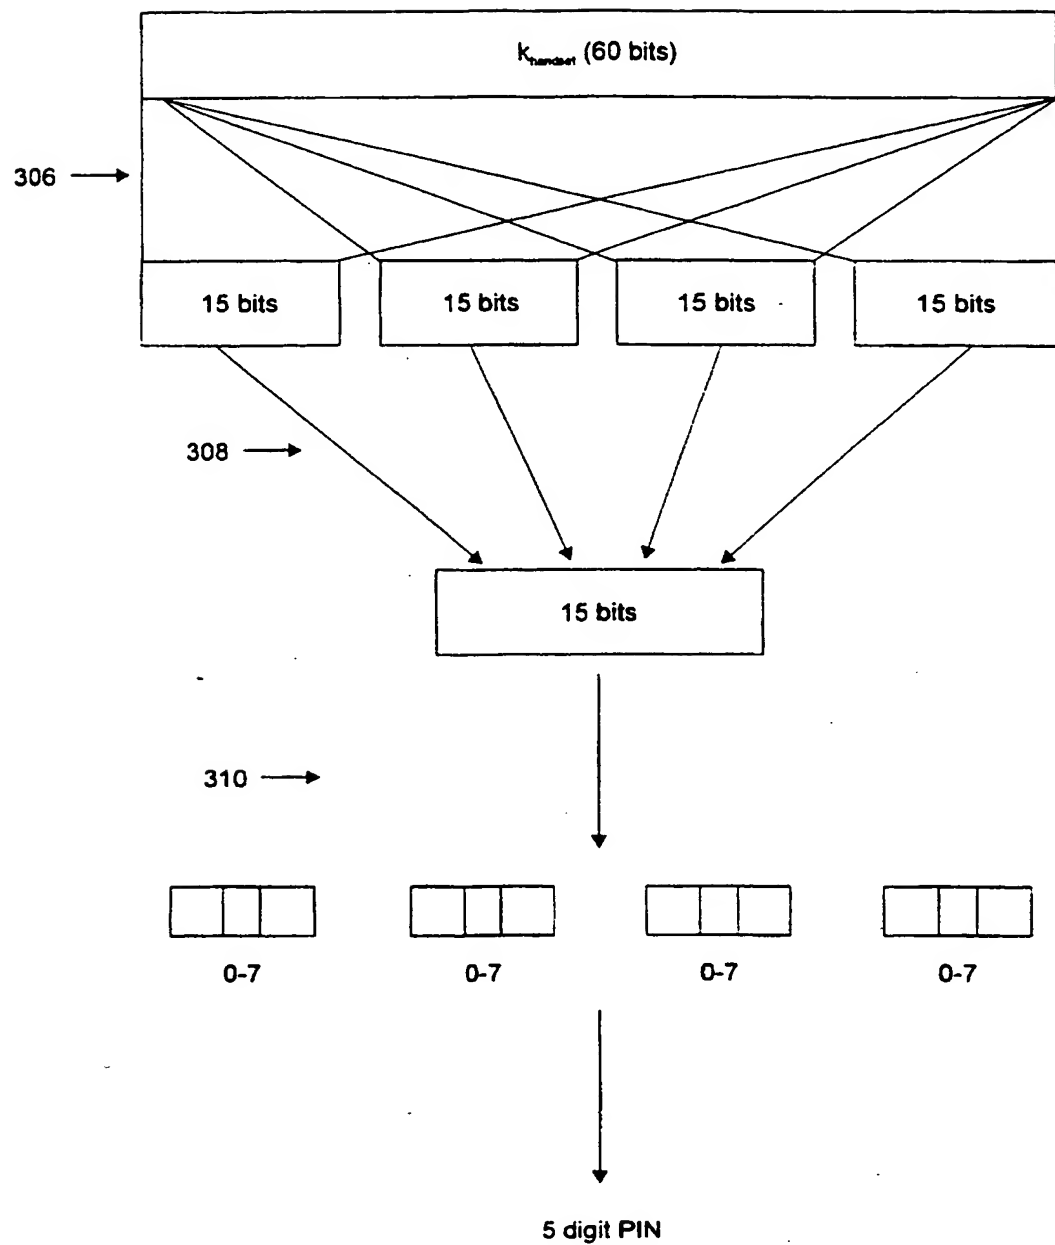 k_handset (60 bits)
306
15 bits 15 bits 15 bits 15 bits
308
15 bits
310
0-7 0-7 0-7 0-7
5 digit PIN